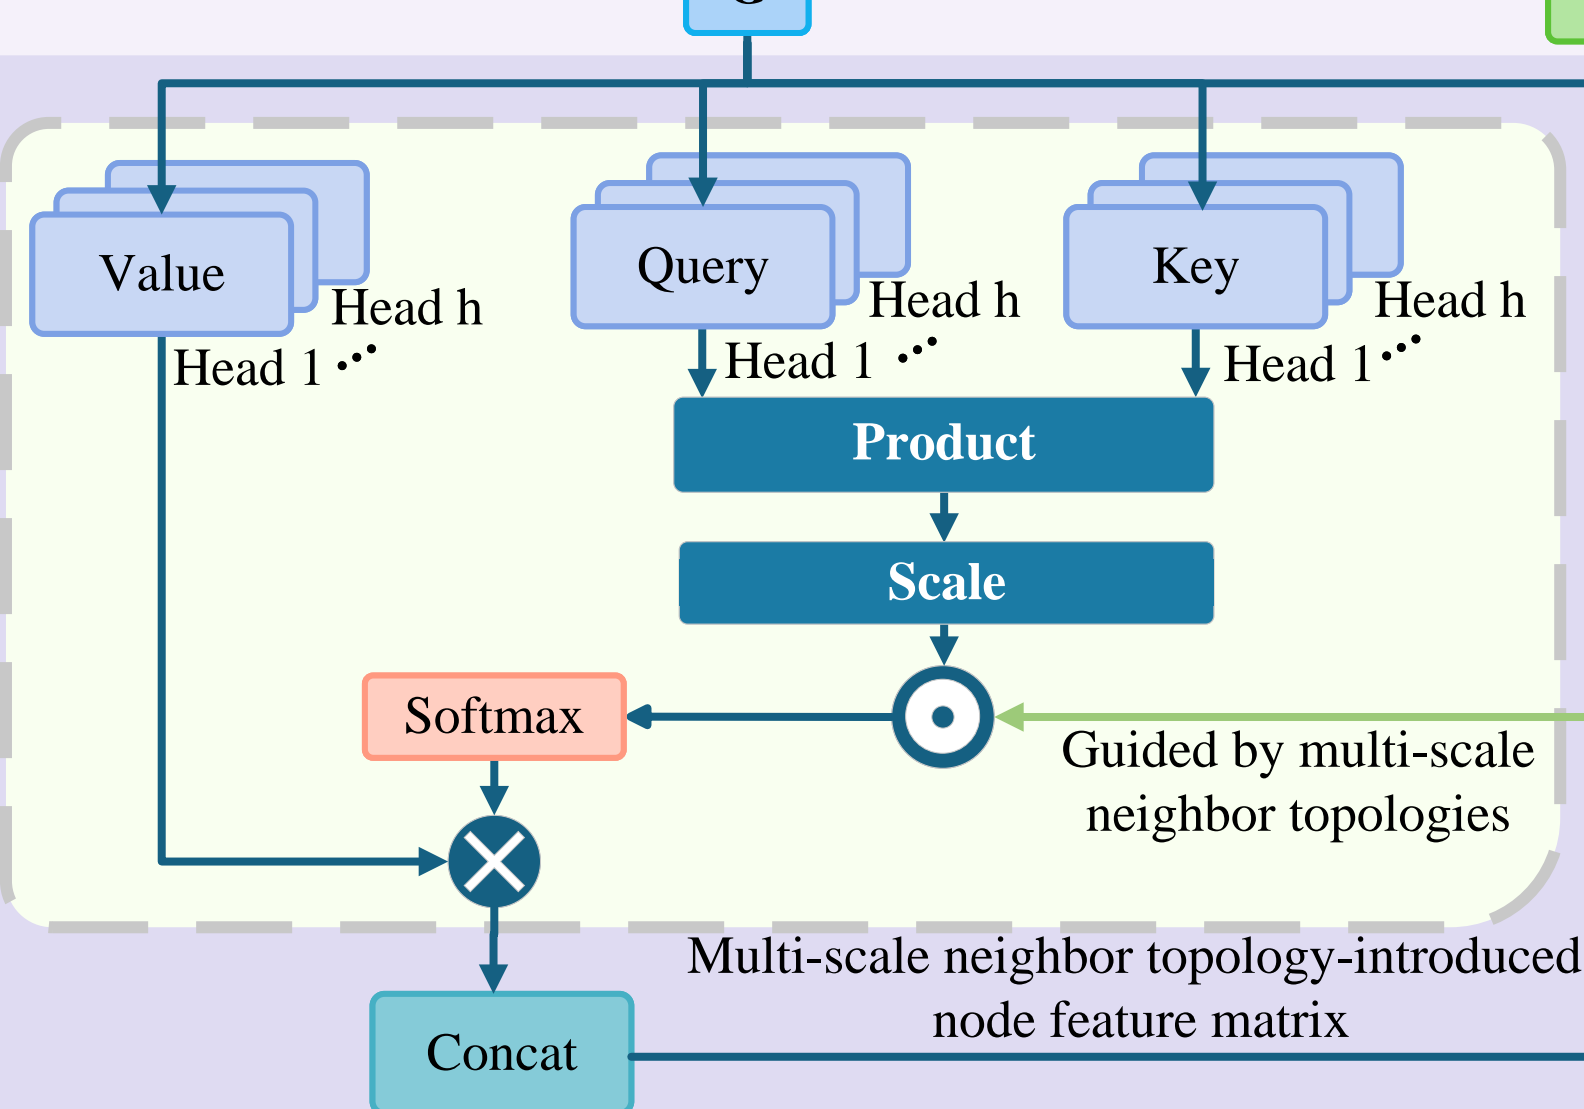 Value
Query
Key
Head h
Head h
Head h
Head 1
Head 1
Head 1
Product
Scale
Softmax
Guided by multi-scale
neighbor topologies
Multi-scale neighbor topology-introduced
node feature matrix
Concat